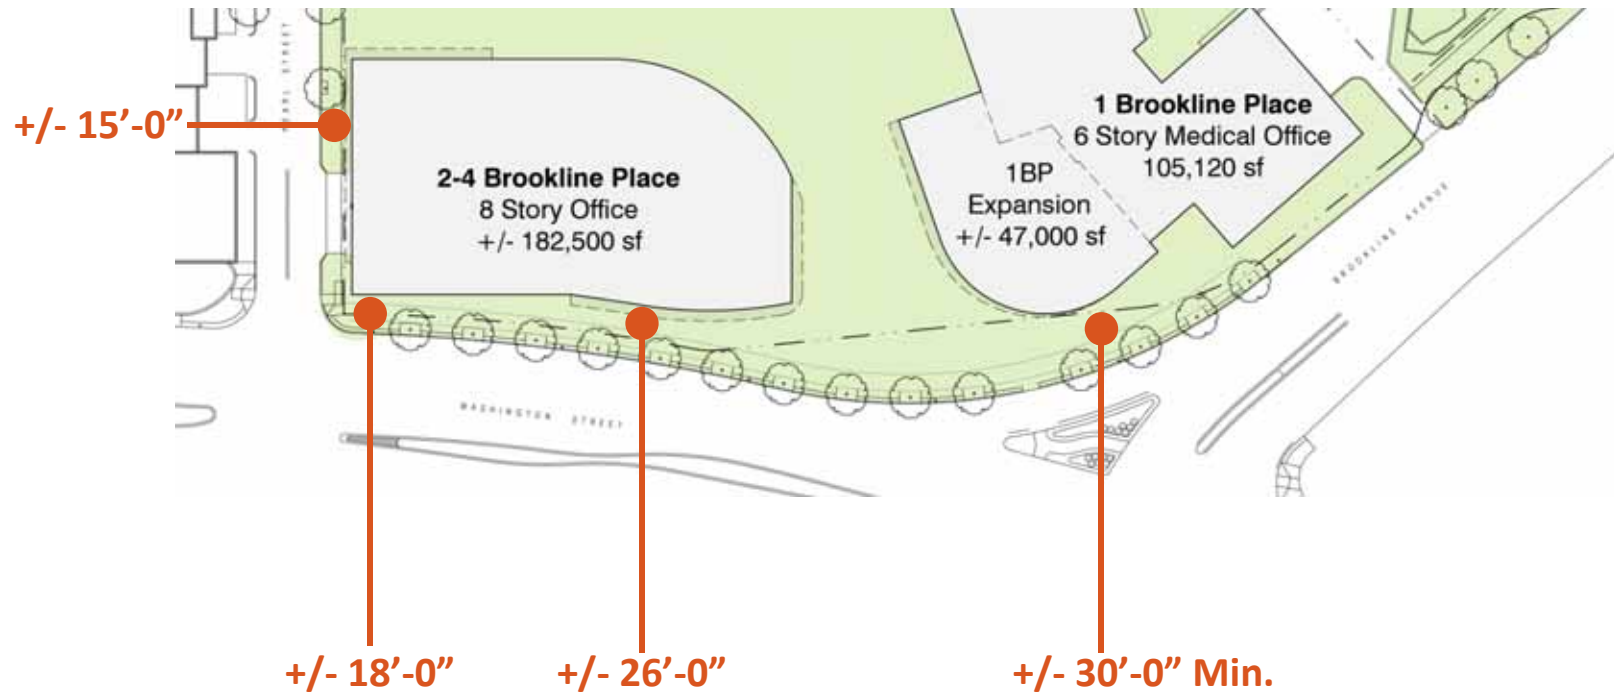 PEARL STREET
+/- 15’-0”
2-4 Brookline Place
8 Story Office
+/- 182,500 sf
1 Brookline Place
6 Story Medical Office
105,120 sf
1BP
Expansion
+/- 47,000 sf
BROOKLINE AVENUE
WASHINGTON STREET
+/- 18’-0”
+/- 26’-0”
+/- 30’-0” Min.